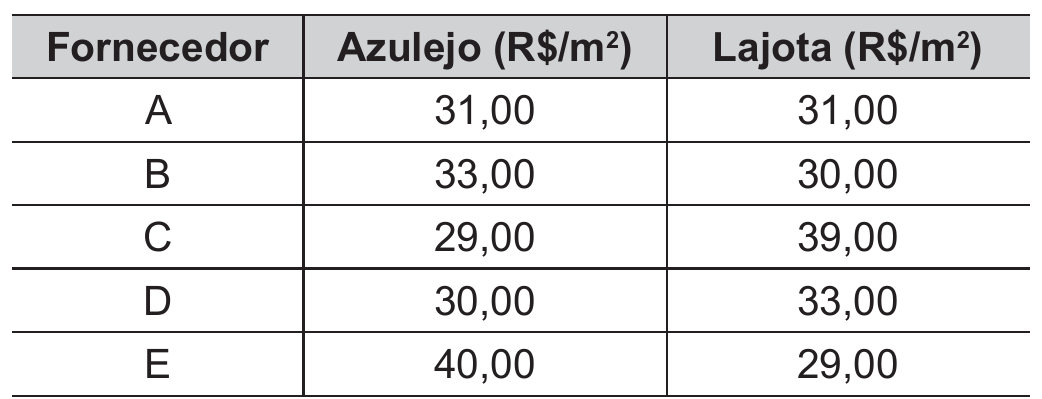 Fornecedor Azulejo (R$/m²) Lajota (R$/m²)
A 31,00 31,00
B 33,00 30,00
C 29,00 39,00
D 30,00 33,00
E 40,00 29,00